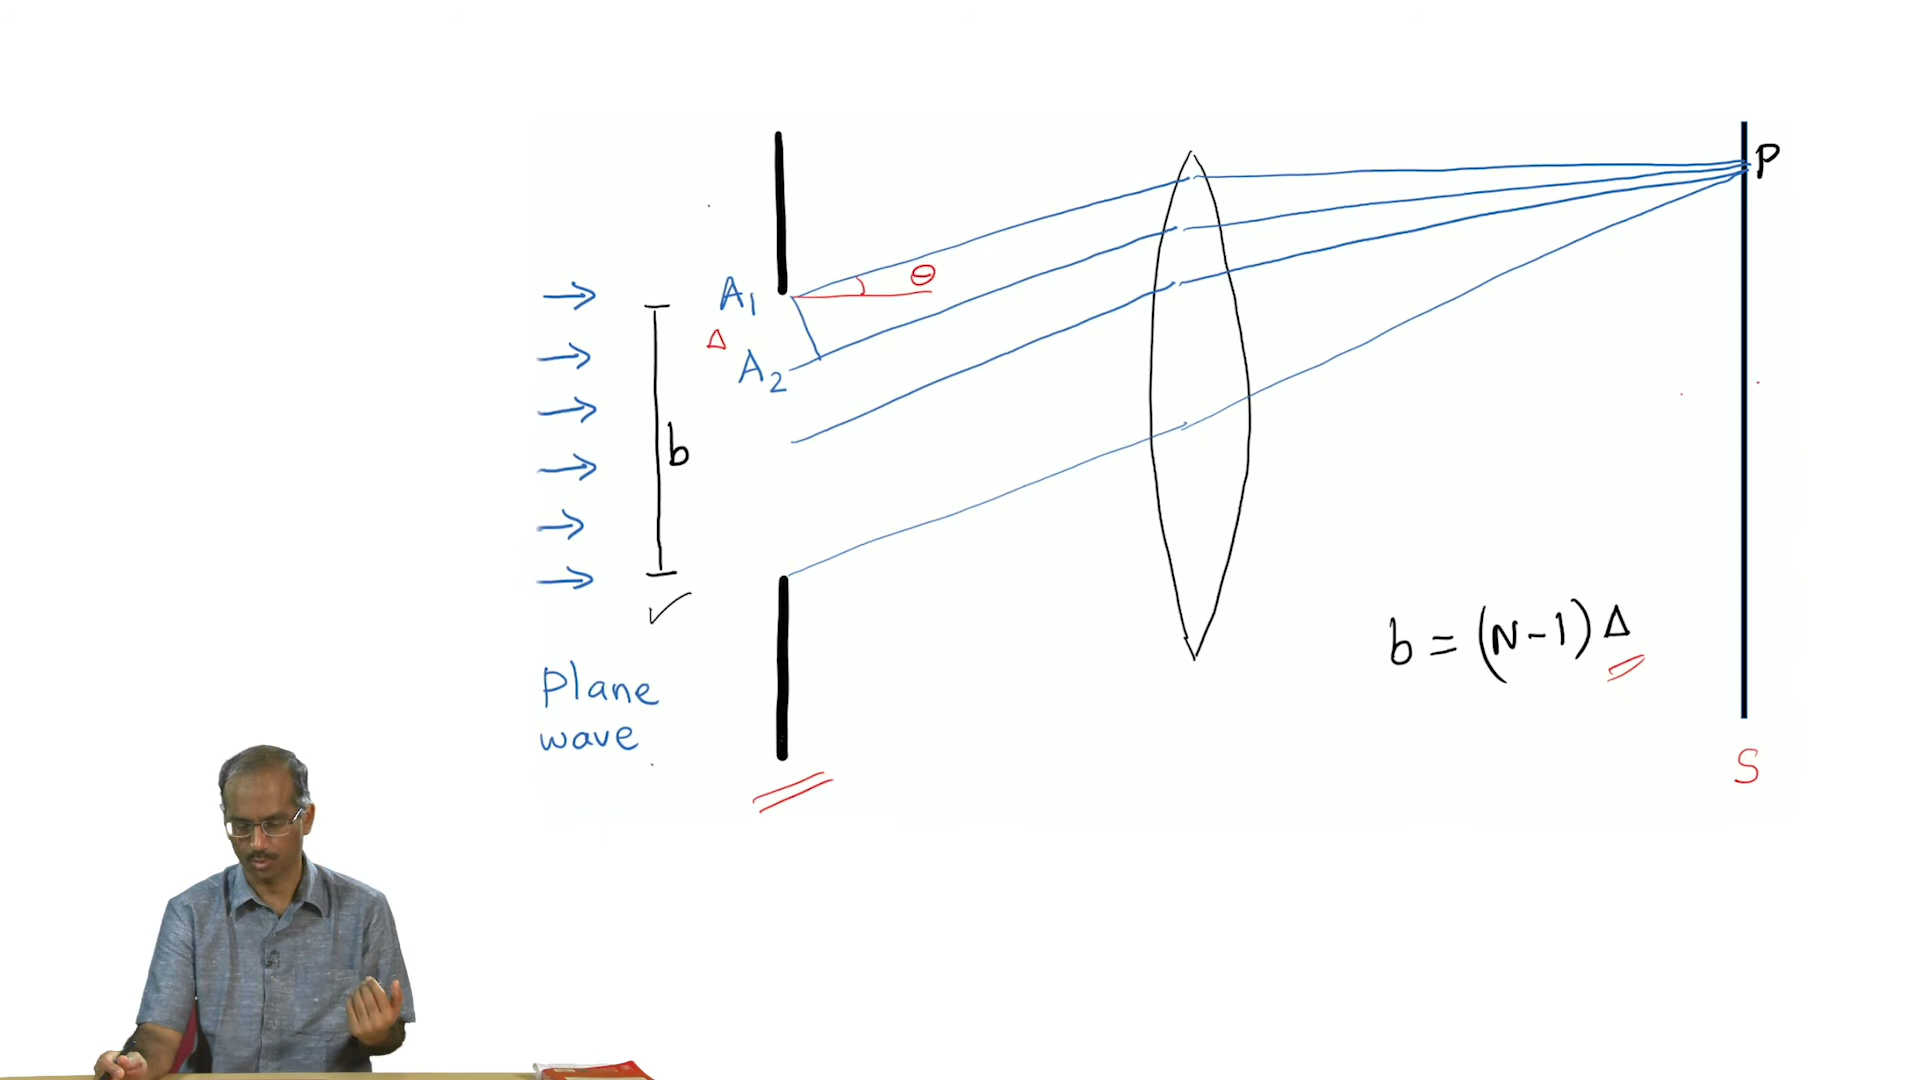 P
θ
A₁
Δ
A₂
b
b = (N-1) Δ
Plane
wave
S